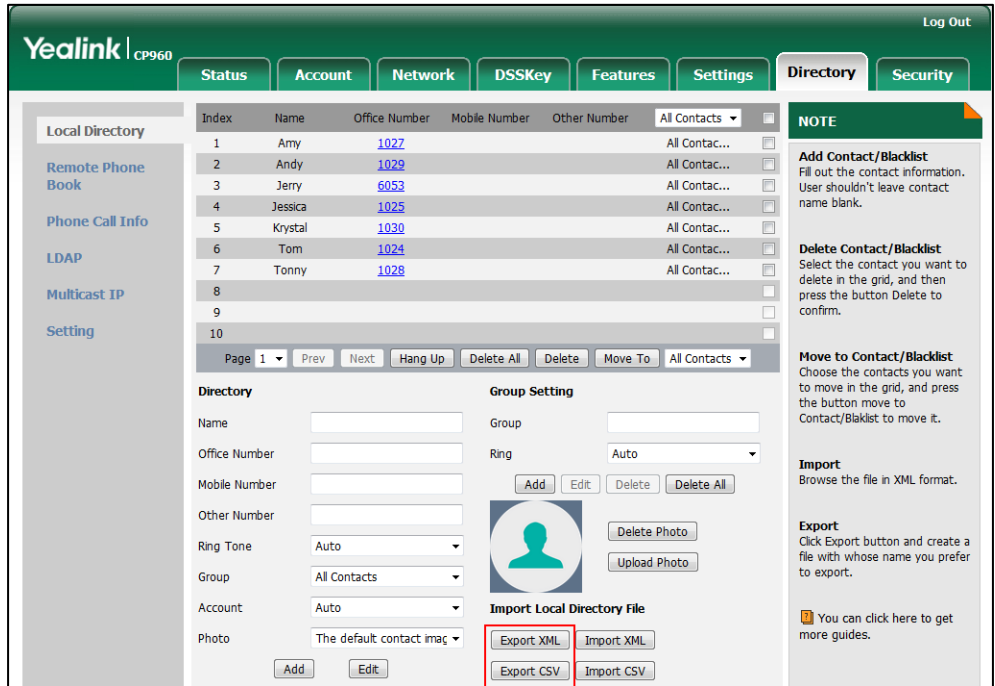 Log Out
Yealink | CP960
Status Account Network DSSKey Features Settings Directory Security
Local Directory
Remote Phone
Book
Phone Call Info
LDAP
Multicast IP
Setting
Index Name Office Number Mobile Number Other Number All Contacts
1 Amy 1027 All Contac...
2 Andy 1029 All Contac...
3 Jerry 6053 All Contac...
4 Jessica 1025 All Contac...
5 Krystal 1030 All Contac...
6 Tom 1024 All Contac...
7 Tonny 1028 All Contac...
8
9
10
Page 1 Prev Next Hang Up Delete All Delete Move To All Contacts
Directory
Name
Office Number
Mobile Number
Other Number
Ring Tone Auto
Group All Contacts
Account Auto
Photo The default contact imag
Add Edit
Group Setting
Group
Ring Auto
Add Edit Delete Delete All
Delete Photo
Upload Photo
Import Local Directory File
Export XML Import XML
Export CSV Import CSV
NOTE
Add Contact/Blacklist
Fill out the contact information.
User shouldn't leave contact
name blank.
Delete Contact/Blacklist
Select the contact you want to
delete in the grid, and then
press the button Delete to
confirm.
Move to Contact/Blacklist
Choose the contacts you want
to move in the grid, and press
the button move to
Contact/Blaklist to move it.
Import
Browse the file in XML format.
Export
Click Export button and create a
file with whose name you prefer
to export.
You can click here to get
more guides.